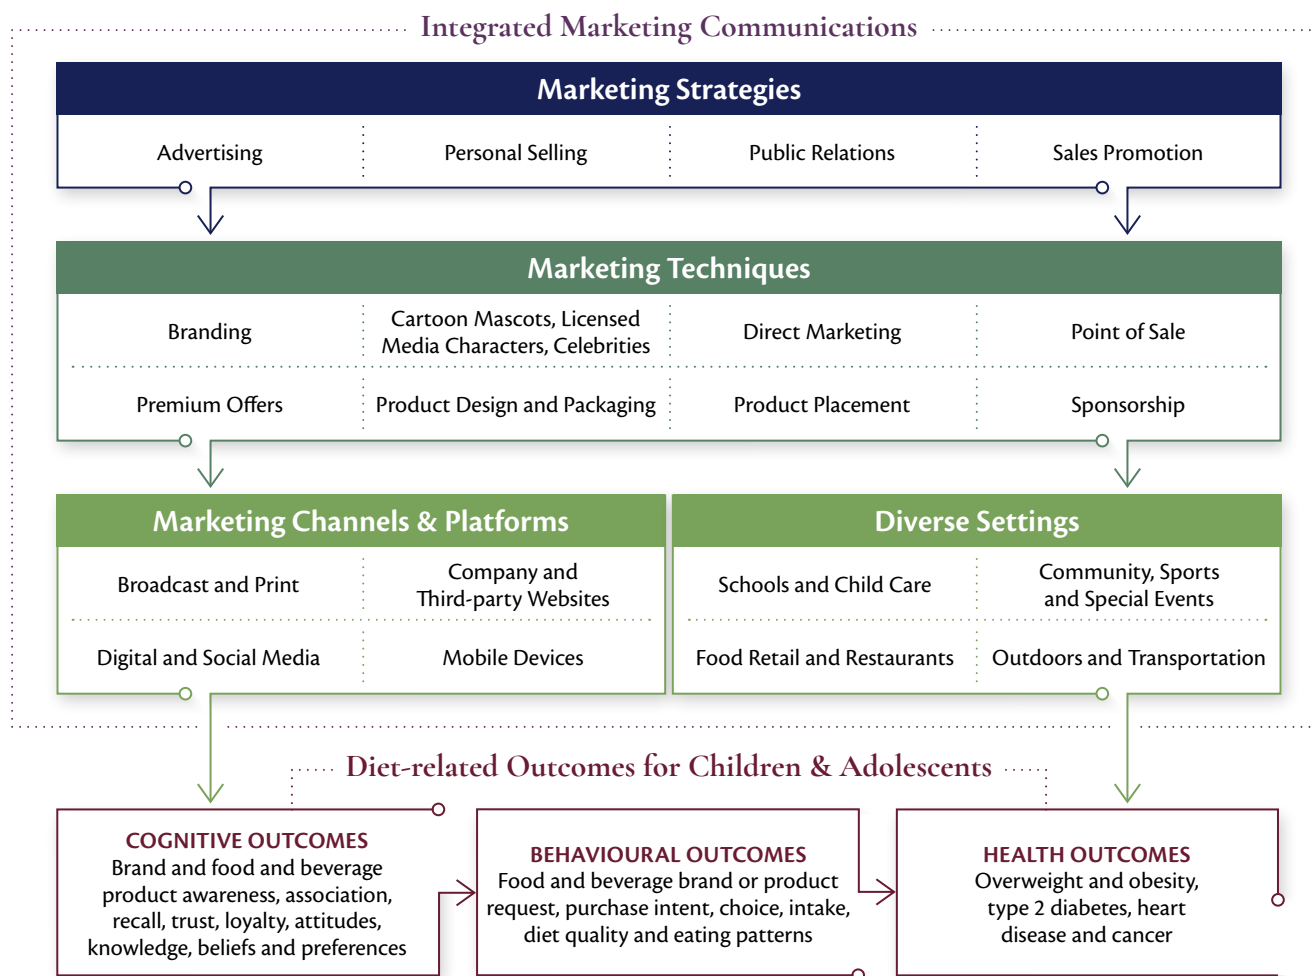 Integrated Marketing Communications
Marketing Strategies
Advertising
Personal Selling
Public Relations
Sales Promotion
Marketing Techniques
Branding
Cartoon Mascots, Licensed
Media Characters, Celebrities
Direct Marketing
Point of Sale
Premium Offers
Product Design and Packaging
Product Placement
Sponsorship
Marketing Channels & Platforms
Broadcast and Print
Company and
Third-party Websites
Digital and Social Media
Mobile Devices
Diverse Settings
Schools and Child Care
Community, Sports
and Special Events
Food Retail and Restaurants
Outdoors and Transportation
Diet-related Outcomes for Children & Adolescents
COGNITIVE OUTCOMES
Brand and food and beverage
product awareness, association,
recall, trust, loyalty, attitudes,
knowledge, beliefs and preferences
BEHAVIOURAL OUTCOMES
Food and beverage brand or product
request, purchase intent, choice, intake,
diet quality and eating patterns
HEALTH OUTCOMES
Overweight and obesity,
type 2 diabetes, heart
disease and cancer